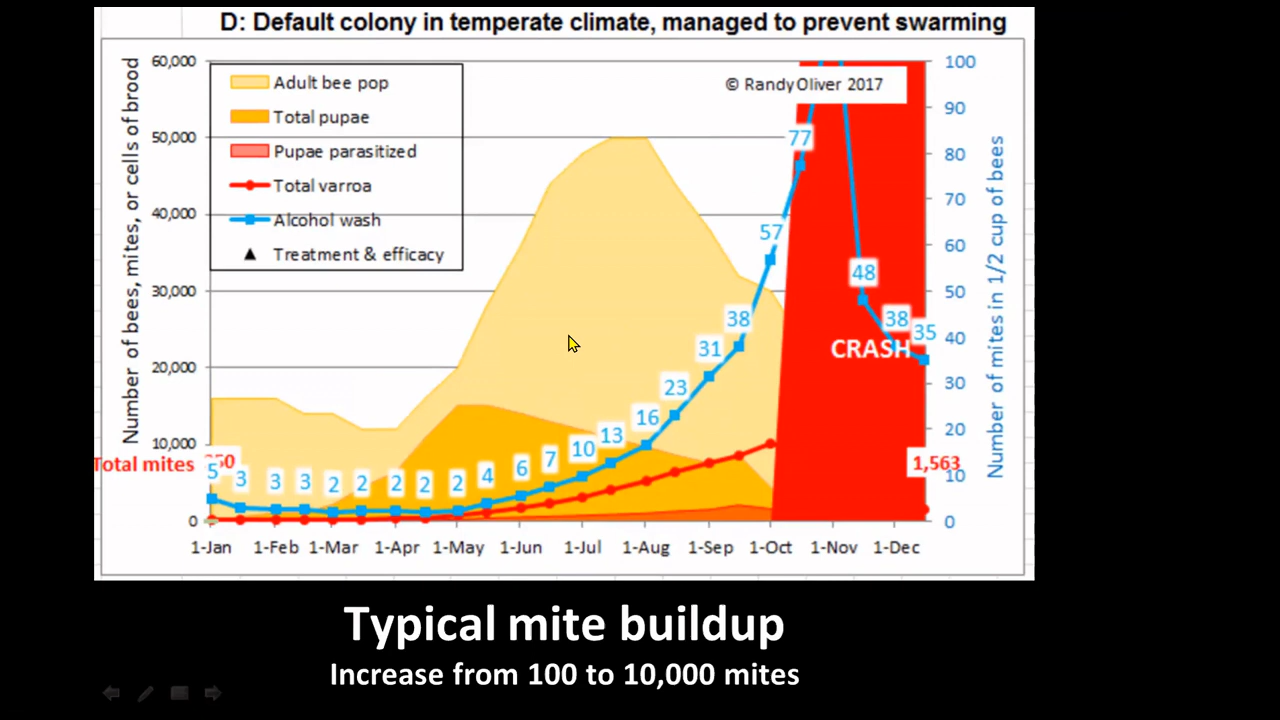 D: Default colony in temperate climate, managed to prevent swarming
Number of bees, mites, or cells of brood
60,000
50,000
40,000
30,000
20,000
10,000
0
Adult bee pop
Total pupae
Pupae parasitized
Total varroa
Alcohol wash
Treatment & efficacy
© RandyOliver 2017
100
90
80
70
60
50
40
30
20
10
0
Number of mites in 1/2 cup of bees
Total mites
5 3 3 3 2 2 2 2 2 4 6 7 10 13 16 23 31 38 57 77 48 38 35
CRASH
1,563
1-Jan 1-Feb 1-Mar 1-Apr 1-May 1-Jun 1-Jul 1-Aug 1-Sep 1-Oct 1-Nov 1-Dec
Typical mite buildup
Increase from 100 to 10,000 mites